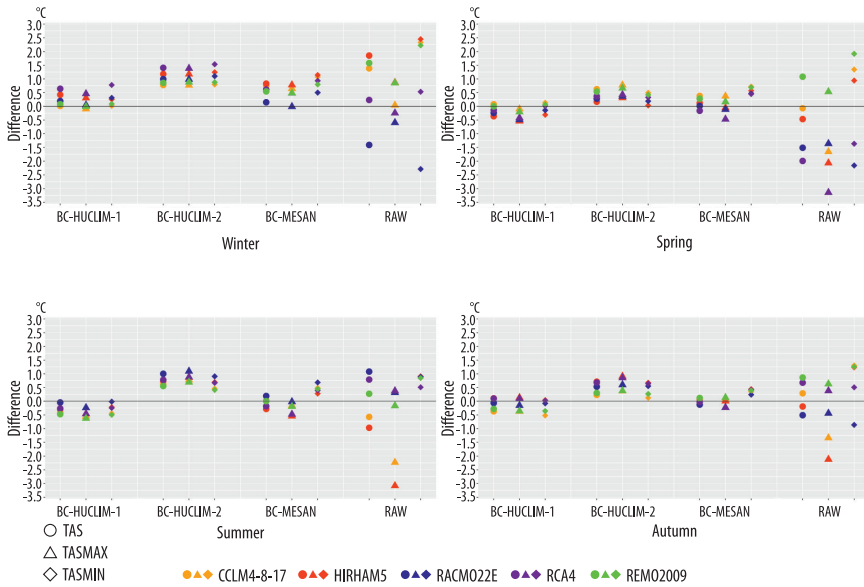 °C °C
3.0 3.0
2.5 2.5
2.0 2.0
1.5 1.5
1.0 1.0
0.5 0.5
0.0 0.0
-0.5 -0.5
-1.0 -1.0
-1.5 -1.5
-2.0 -2.0
-2.5 -2.5
-3.0 -3.0
-3.5 -3.5
Difference Difference
BC-HUCLIM-1 BC-HUCLIM-2 BC-MESAN RAW BC-HUCLIM-1 BC-HUCLIM-2 BC-MESAN RAW
Winter Spring
°C °C
3.0 3.0
2.5 2.5
2.0 2.0
1.5 1.5
1.0 1.0
0.5 0.5
0.0 0.0
-0.5 -0.5
-1.0 -1.0
-1.5 -1.5
-2.0 -2.0
-2.5 -2.5
-3.0 -3.0
-3.5 -3.5
Difference Difference
BC-HUCLIM-1 BC-HUCLIM-2 BC-MESAN RAW BC-HUCLIM-1 BC-HUCLIM-2 BC-MESAN RAW
Summer Autumn
TAS
TASMAX
TASMIN
CCLM4-8-17 HIRHAM5 RACMO22E RCA4 REMO2009